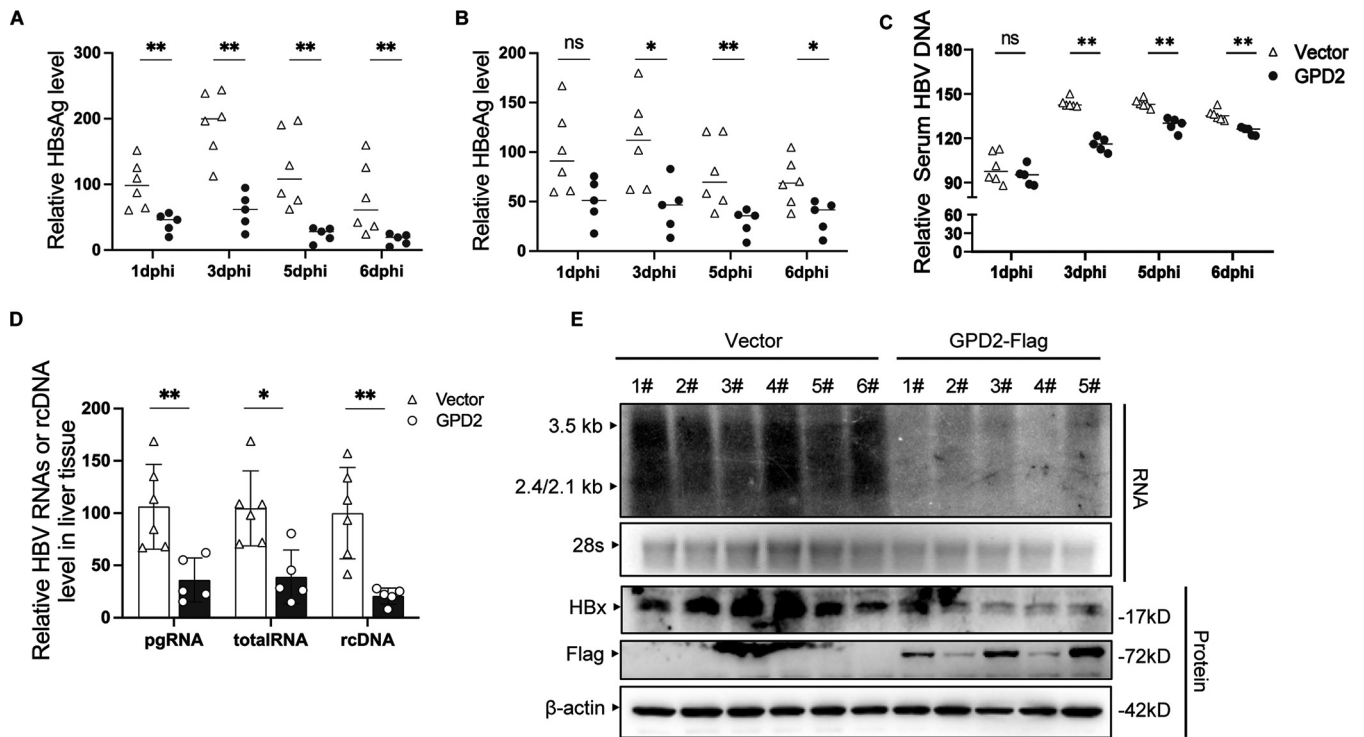 A
** ** ** **
Relative HBsAg level
300
200
100
0
1dphi 3dphi 5dphi 6dphi
B
ns * ** *
Relative HBeAg level
200
150
100
50
0
1dphi 3dphi 5dphi 6dphi
C
ns ** ** **
Relative Serum HBV DNA
180
150
120
90
60
30
0
1dphi 3dphi 5dphi 6dphi
Vector
GPD2
D
** * **
Relative HBV RNAs or rcDNA
level in liver tissue
200
150
100
50
0
pgRNA totalRNA rcDNA
Vector
GPD2
E
Vector GPD2-Flag
1# 2# 3# 4# 5# 6# 1# 2# 3# 4# 5#
3.5 kb
2.4/2.1 kb
28s
RNA
HBx -17kD
Flag -72kD
β-actin -42kD
Protein